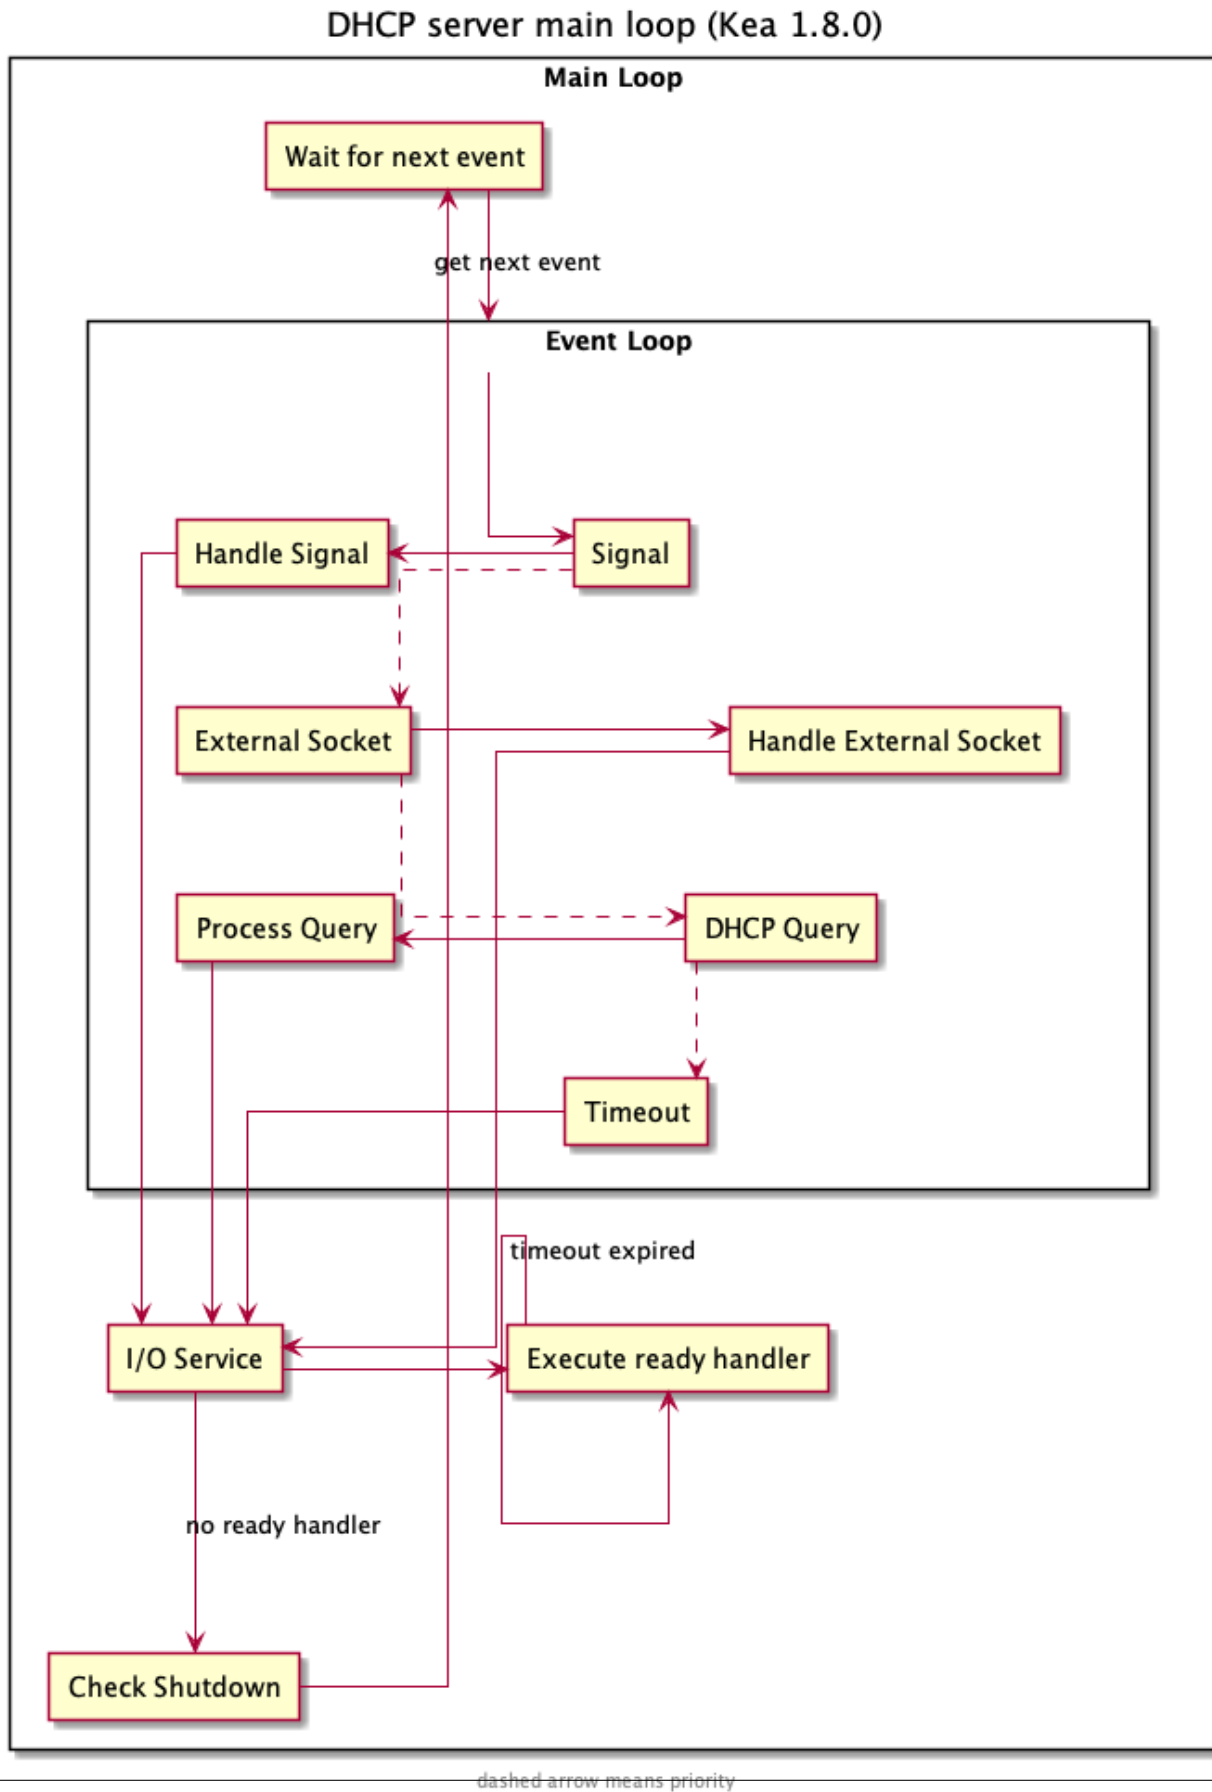 DHCP server main loop (Kea 1.8.0)
Main Loop
Wait for next event
get next event
Event Loop
Handle Signal
Signal
External Socket
Handle External Socket
Process Query
DHCP Query
Timeout
timeout expired
I/O Service
Execute ready handler
no ready handler
Check Shutdown
dashed arrow means priority